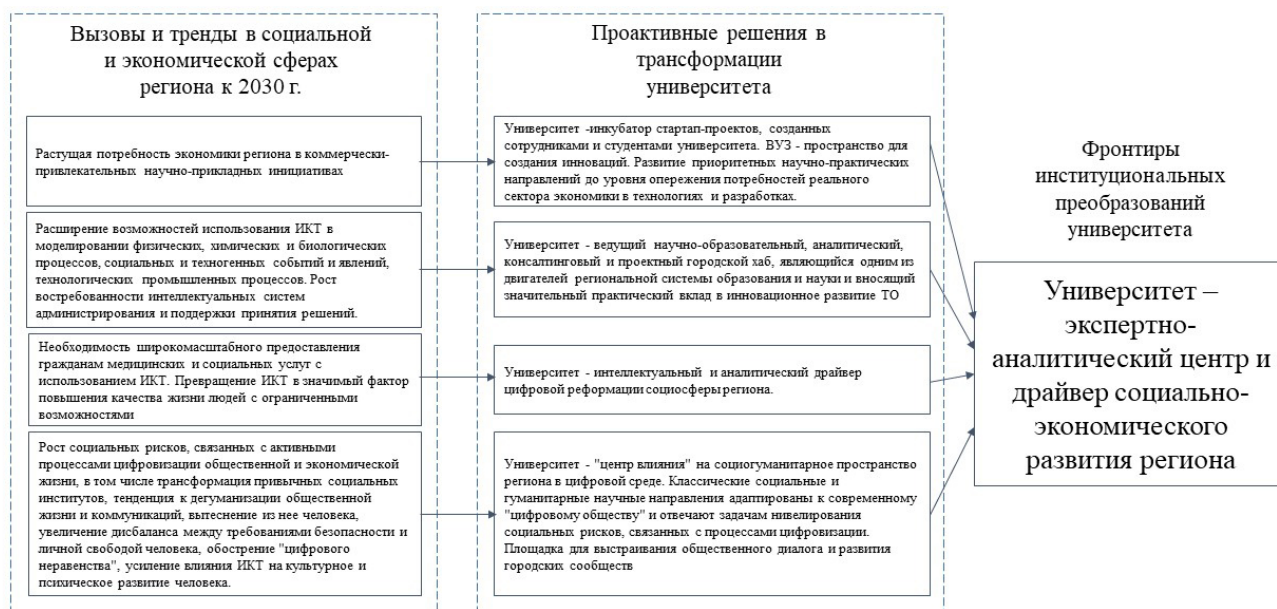 Вызовы и тренды в социальной
и экономической сферах
региона к 2030 г.
Растущая потребность экономики региона в коммерчески-
привлекательных научно-прикладных инициативах
Расширение возможностей использования ИКТ в
моделировании физических, химических и биологических
процессов, социальных и техногенных событий и явлений,
технологических промышленных процессов. Рост
востребованности интеллектуальных систем
администрирования и поддержки принятия решений.
Необходимость широкомасштабного предоставления
гражданам медицинских и социальных услуг с
использованием ИКТ. Превращение ИКТ в значимый фактор
повышения качества жизни людей с ограниченными
возможностями
Рост социальных рисков, связанных с активными
процессами цифровизации общественной и экономической
жизни, в том числе трансформация привычных социальных
институтов, тенденция к дегуманизации общественной
жизни и коммуникаций, вытеснение из нее человека,
увеличение дисбаланса между требованиями безопасности и
личной свободой человека, обострение "цифрового
неравенства", усиление влияния ИКТ на культурное и
психическое развитие человека.
Проактивные решения в
трансформации
университета
Университет -инкубатор стартап-проектов, созданных
сотрудниками и студентами университета. ВУЗ - пространство для
создания инноваций. Развитие приоритетных научно-практических
направлений до уровня опережения потребностей реального
сектора экономики в технологиях и разработках.
Университет - ведущий научно-образовательный, аналитический,
консалтинговый и проектный городской хаб, являющийся одним из
двигателей региональной системы образования и науки и вносящий
значительный практический вклад в инновационное развитие ТО
Университет - интеллектуальный и аналитический драйвер
цифровой реформации социосферы региона.
Университет - "центр влияния" на социогуманитарное пространство
региона в цифровой среде. Классические социальные и
гуманитарные научные направления адаптированы к современному
"цифровому обществу" и отвечают задачам нивелирования
социальных рисков, связанных с процессами цифровизации.
Площадка для выстраивания общественного диалога и развития
городских сообществ
Фронтиры
институциональных
преобразований
университета
Университет –
экспертно-
аналитический центр и
драйвер социально-
экономического
развития региона